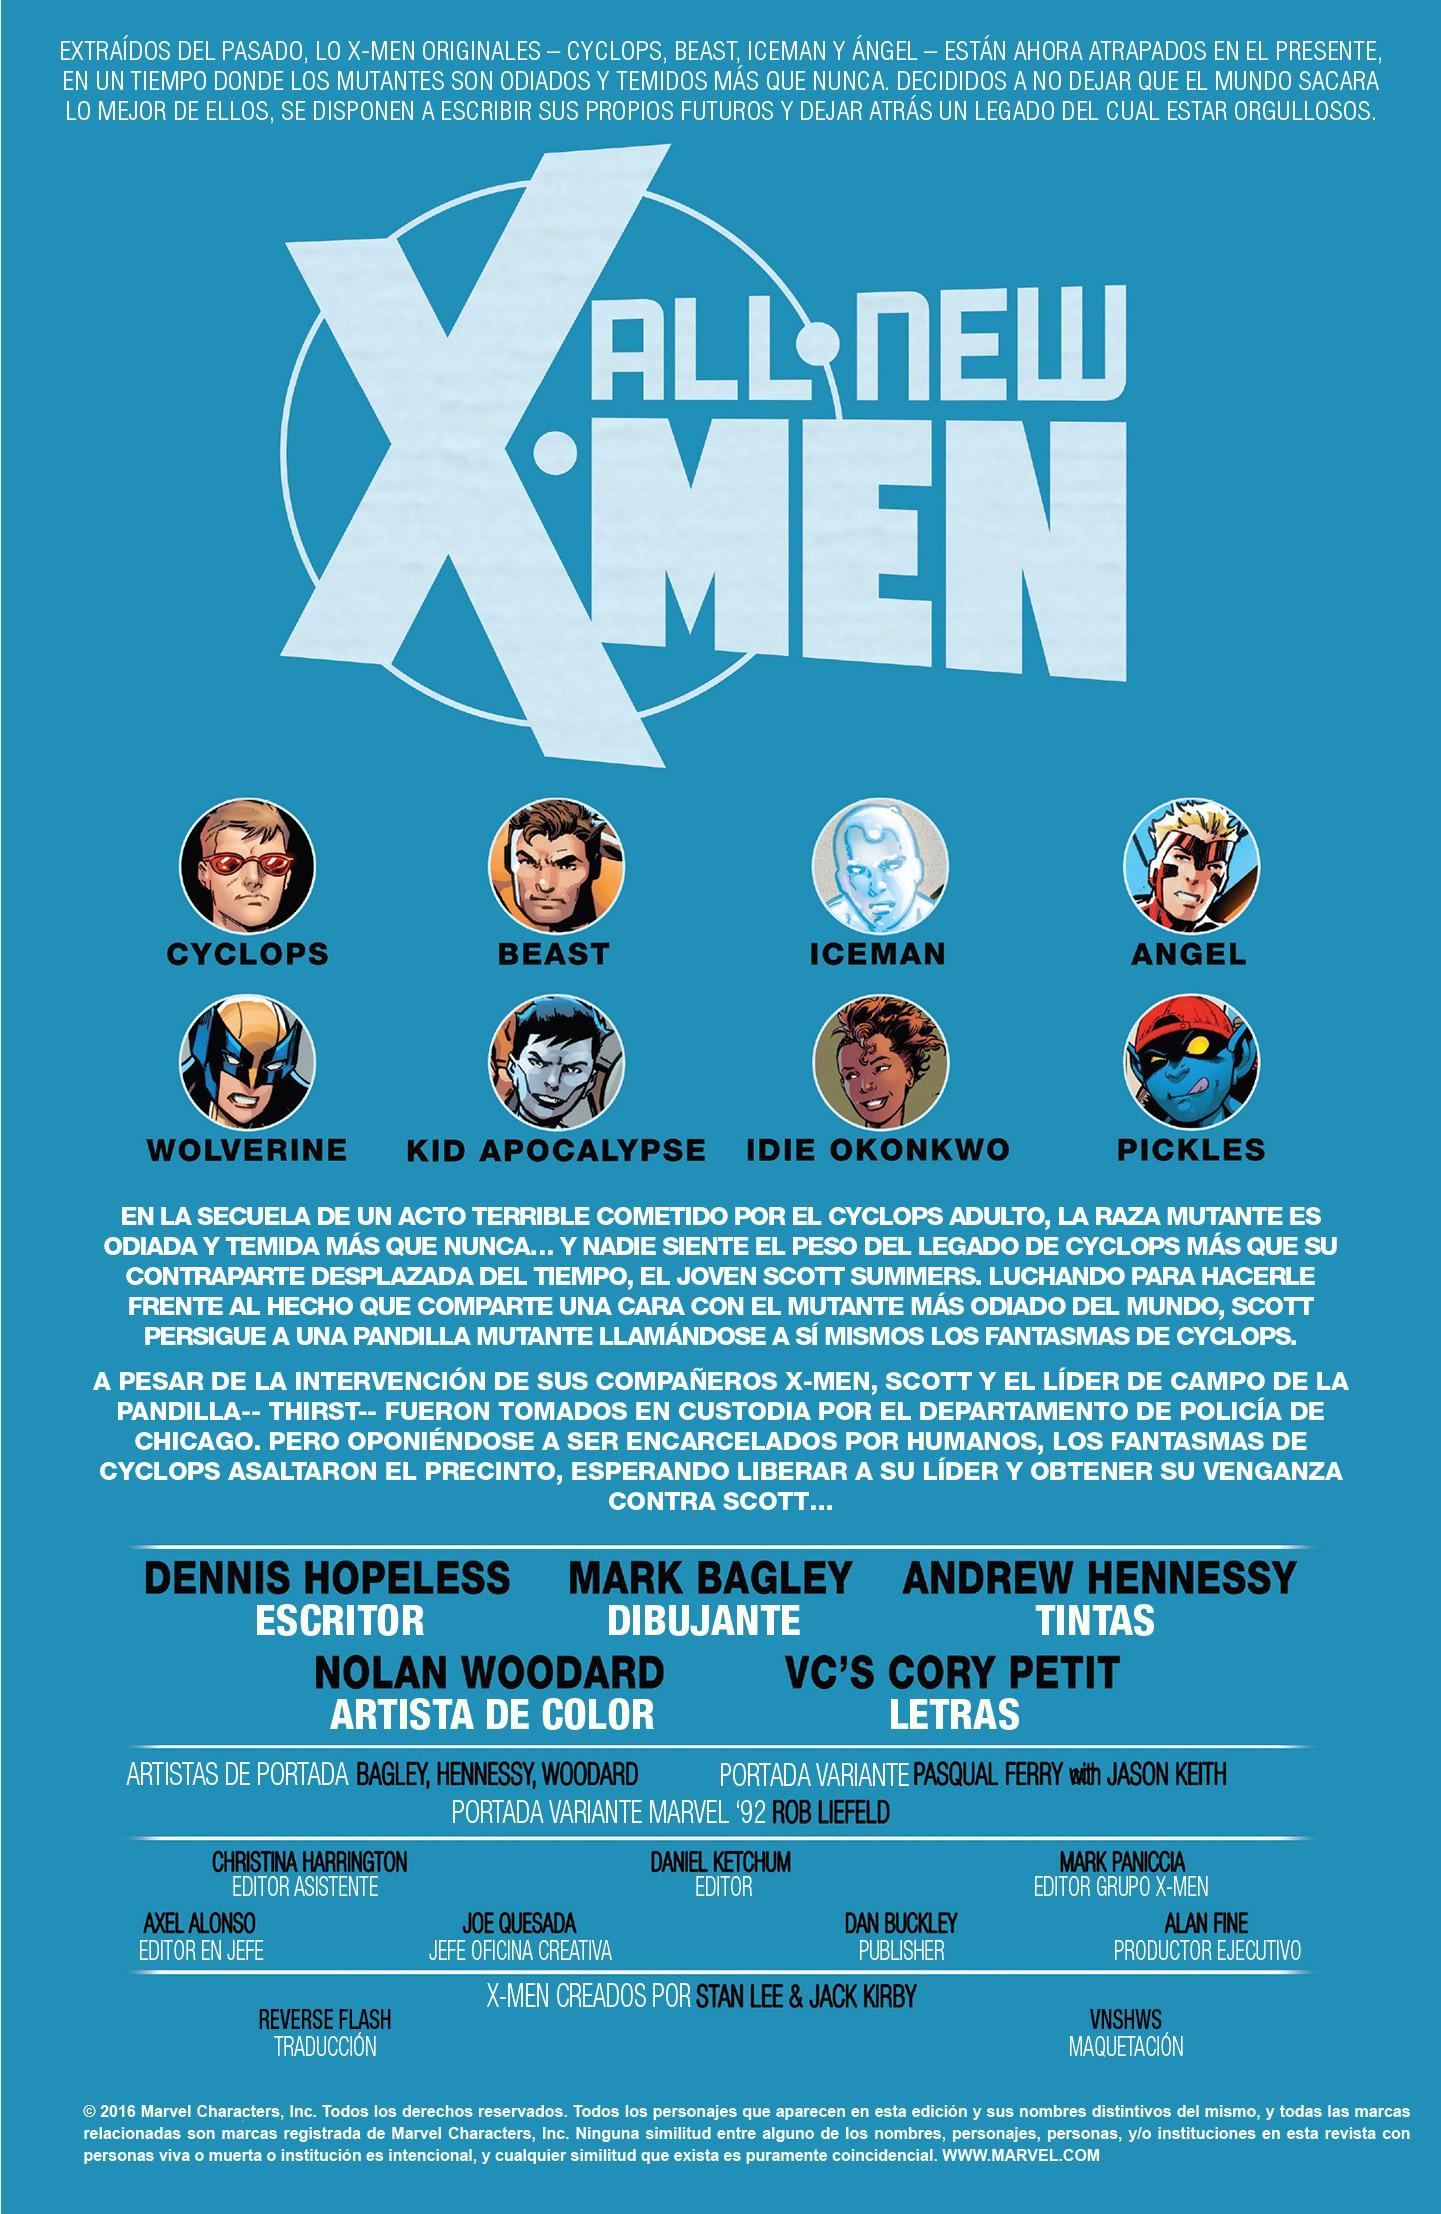 EXTRAÍDOS DEL PASADO, LO X-MEN ORIGINALES – CYCLOPS, BEAST, ICEMAN Y ÁNGEL – ESTÁN AHORA ATRAPADOS EN EL PRESENTE,
EN UN TIEMPO DONDE LOS MUTANTES SON ODIADOS Y TEMIDOS MÁS QUE NUNCA. DECIDIDOS A NO DEJAR QUE EL MUNDO SACARA
LO MEJOR DE ELLOS, SE DISPONEN A ESCRIBIR SUS PROPIOS FUTUROS Y DEJAR ATRÁS UN LEGADO DEL CUAL ESTAR ORGULLOSOS.
ALL·NEW
X·MEN
CYCLOPS BEAST ICEMAN ANGEL
WOLVERINE KID APOCALYPSE IDIE OKONKWO PICKLES
EN LA SECUELA DE UN ACTO TERRIBLE COMETIDO POR EL CYCLOPS ADULTO, LA RAZA MUTANTE ES
ODIADA Y TEMIDA MÁS QUE NUNCA... Y NADIE SIENTE EL PESO DEL LEGADO DE CYCLOPS MÁS QUE SU
CONTRAPARTE DESPLAZADA DEL TIEMPO, EL JOVEN SCOTT SUMMERS. LUCHANDO PARA HACERLE
FRENTE AL HECHO QUE COMPARTE UNA CARA CON EL MUTANTE MÁS ODIADO DEL MUNDO, SCOTT
PERSIGUE A UNA PANDILLA MUTANTE LLAMÁNDOSE A SÍ MISMOS LOS FANTASMAS DE CYCLOPS.
A PESAR DE LA INTERVENCIÓN DE SUS COMPAÑEROS X-MEN, SCOTT Y EL LÍDER DE CAMPO DE LA
PANDILLA-- THIRST-- FUERON TOMADOS EN CUSTODIA POR EL DEPARTAMENTO DE POLICÍA DE
CHICAGO. PERO OPONIÉNDOSE A SER ENCARCELADOS POR HUMANOS, LOS FANTASMAS DE
CYCLOPS ASALTARON EL PRECINTO, ESPERANDO LIBERAR A SU LÍDER Y OBTENER SU VENGANZA
CONTRA SCOTT...
DENNIS HOPELESS MARK BAGLEY ANDREW HENNESSY
ESCRITOR DIBUJANTE TINTAS
NOLAN WOODARD VC'S CORY PETIT
ARTISTA DE COLOR LETRAS
ARTISTAS DE PORTADA BAGLEY, HENNESSY, WOODARD PORTADA VARIANTE PASQUAL FERRY with JASON KEITH
PORTADA VARIANTE MARVEL '92 ROB LIEFELD
CHRISTINA HARRINGTON DANIEL KETCHUM MARK PANICCIA
EDITOR ASISTENTE EDITOR EDITOR GRUPO X-MEN
AXEL ALONSO JOE QUESADA DAN BUCKLEY ALAN FINE
EDITOR EN JEFE JEFE OFICINA CREATIVA PUBLISHER PRODUCTOR EJECUTIVO
X-MEN CREADOS POR STAN LEE & JACK KIRBY
REVERSE FLASH VNSHWS
TRADUCCIÓN MAQUETACIÓN
© 2016 Marvel Characters, Inc. Todos los derechos reservados. Todos los personajes que aparecen en esta edición y sus nombres distintivos del mismo, y todas las marcas
relacionadas son marcas registrada de Marvel Characters, Inc. Ninguna similitud entre alguno de los nombres, personajes, personas, y/o instituciones en esta revista con
personas viva o muerta o institución es intencional, y cualquier similitud que exista es puramente coincidencial. WWW.MARVEL.COM